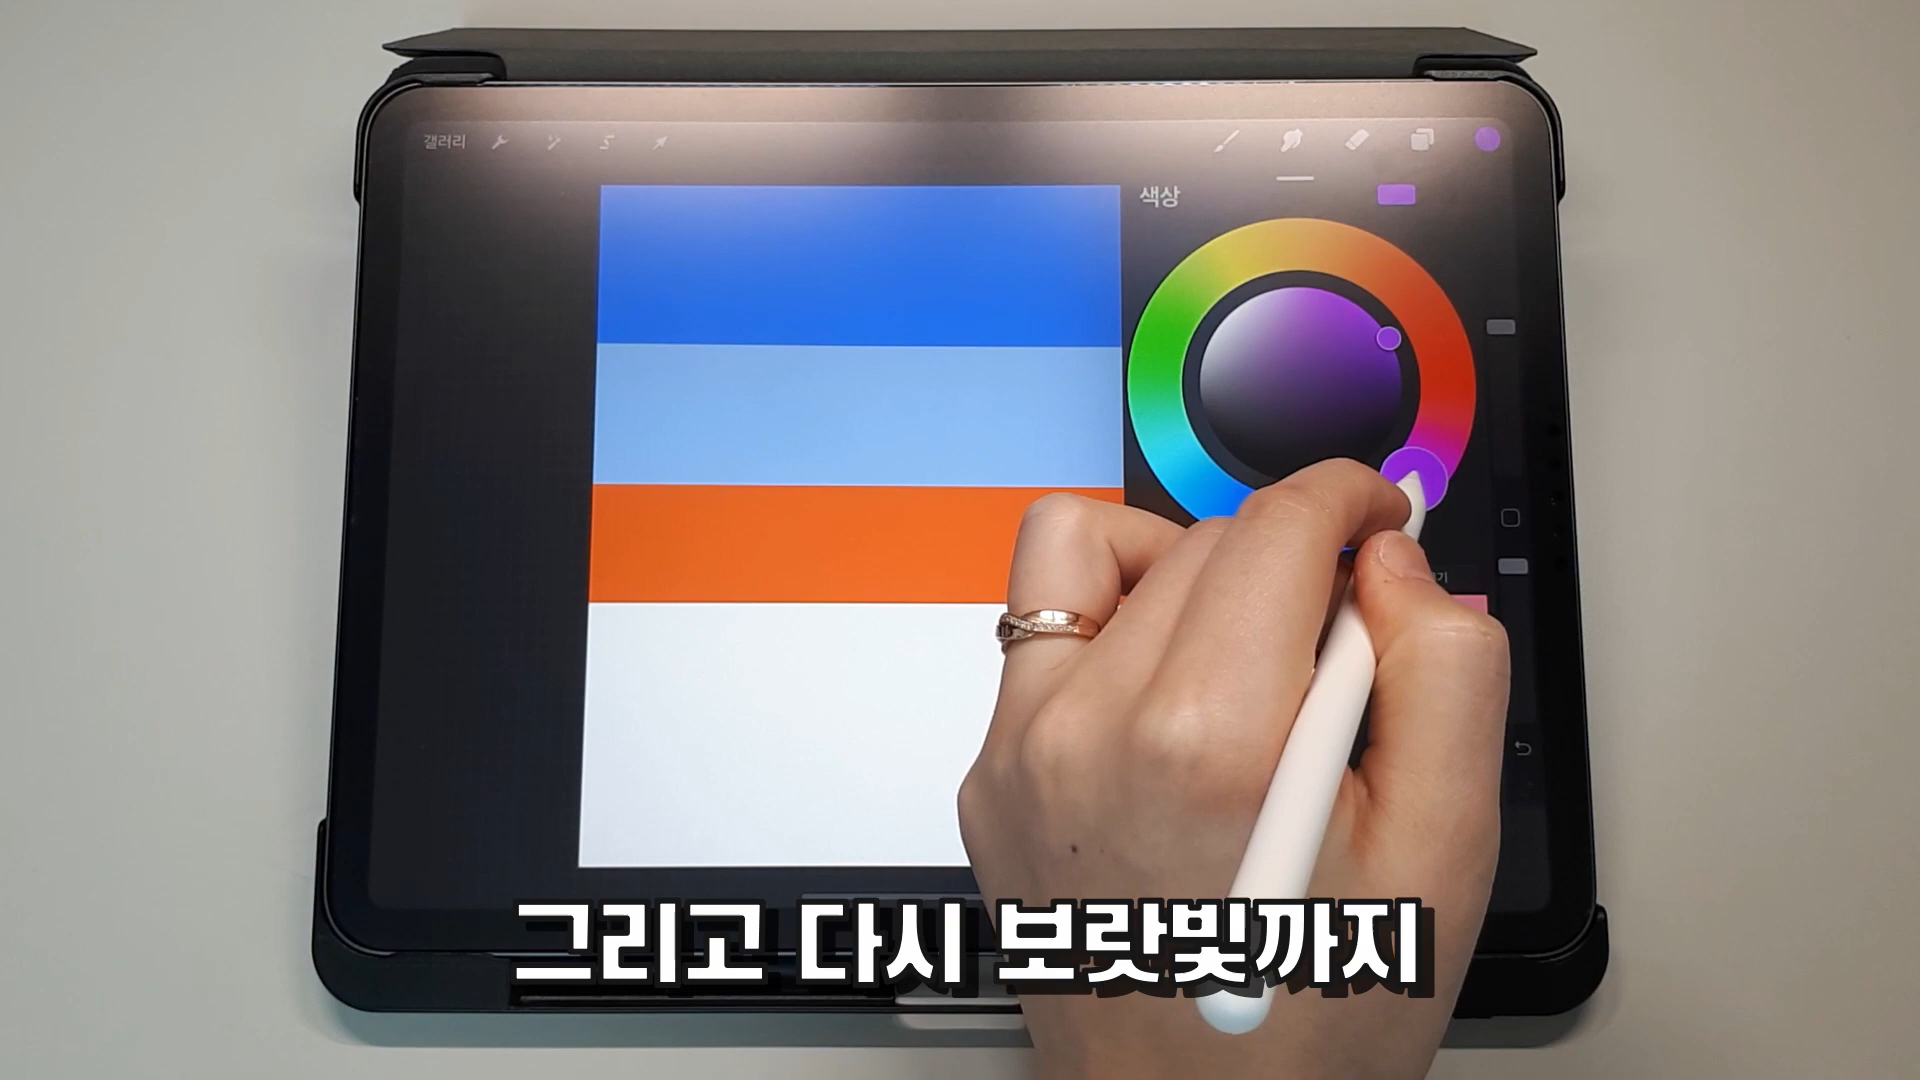 갤러리
색상
그리고 다시 보랏빛까지